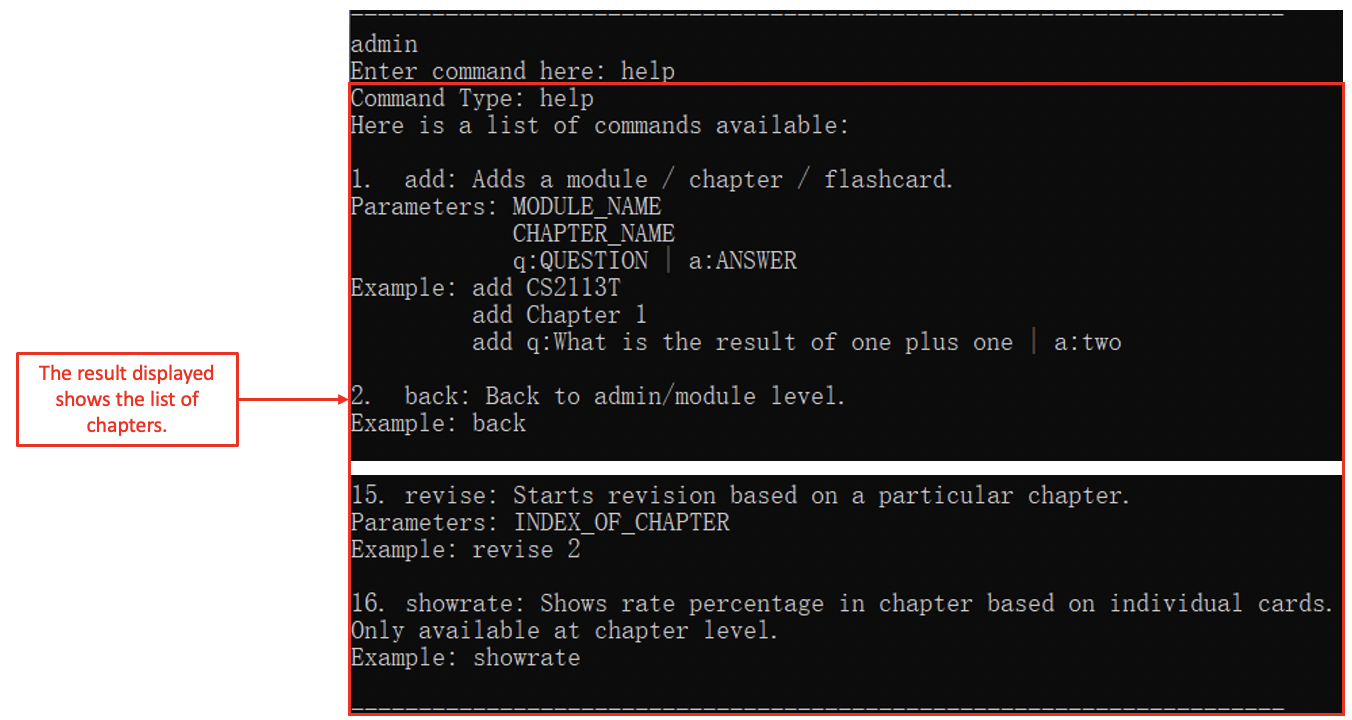 admin
Enter command here: help
Command Type: help
Here is a list of commands available:
1.  add: Adds a module / chapter / flashcard.
Parameters: MODULE_NAME
CHAPTER_NAME
q:QUESTION | a:ANSWER
Example: add CS2113T
add Chapter 1
add q:What is the result of one plus one | a:two
The result displayed
shows the list of
chapters.
2.  back: Back to admin/module level.
Example: back
15. revise: Starts revision based on a particular chapter.
Parameters: INDEX_OF_CHAPTER
Example: revise 2
16. showrate: Shows rate percentage in chapter based on individual cards.
Only available at chapter level.
Example: showrate